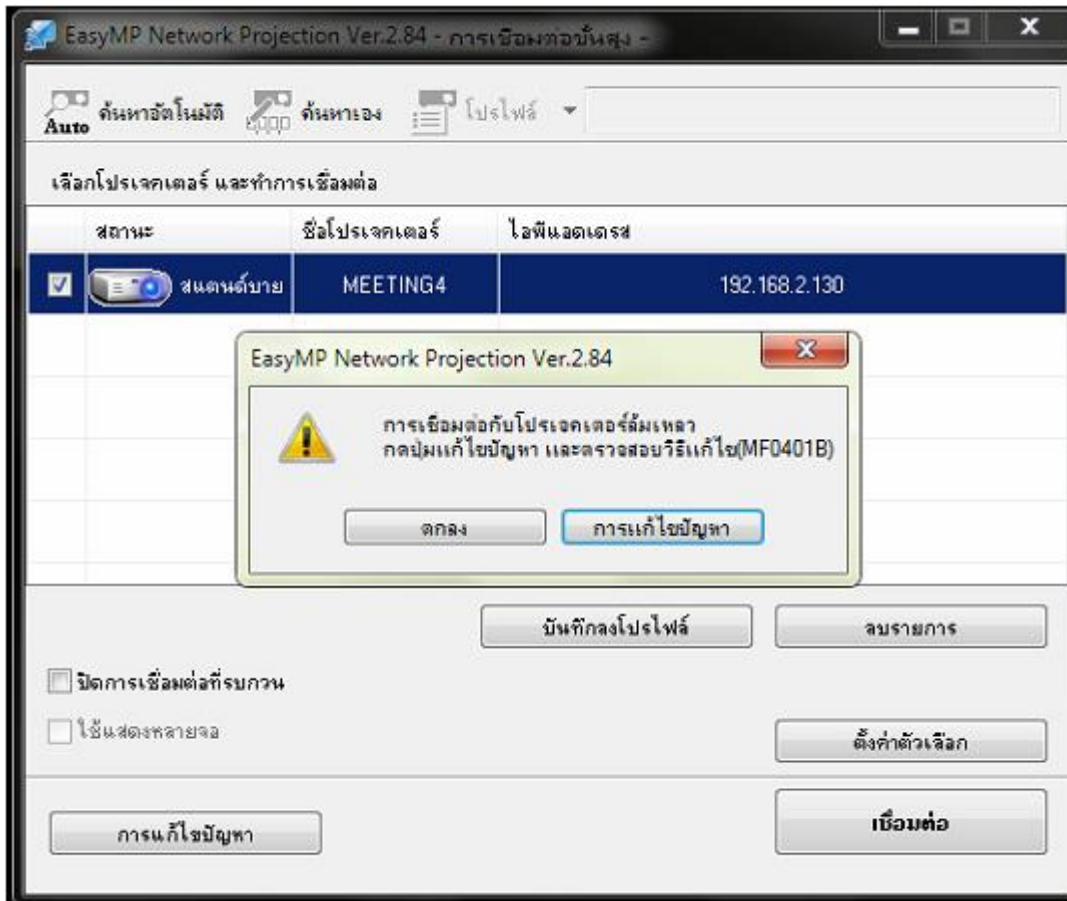 EasyMP Network Projection Ver.2.84 - การเชื่อมต่อขั้นสูง -
Auto ค้นหาอัตโนมัติ ค้นหาเอง โปรไฟล์
เลือกโปรเจคเตอร์ และทำการเชื่อมต่อ
สถานะ ชื่อโปรเจคเตอร์ ไอพีแอดเดรส
สแตนด์บาย MEETING4 192.168.2.130
EasyMP Network Projection Ver.2.84
การเชื่อมต่อกับโปรเจคเตอร์ล้มเหลว
กดปุ่มแก้ไขปัญหา และตรวจสอบวิธีแก้ไข(MF0401B)
ตกลง การแก้ไขปัญหา
บันทึกลงโปรไฟล์ ลบรายการ
ปิดการเชื่อมต่อที่รบกวน
ใช้แสดงหลายจอ
ตั้งค่าตัวเลือก
การแก้ไขปัญหา เชื่อมต่อ